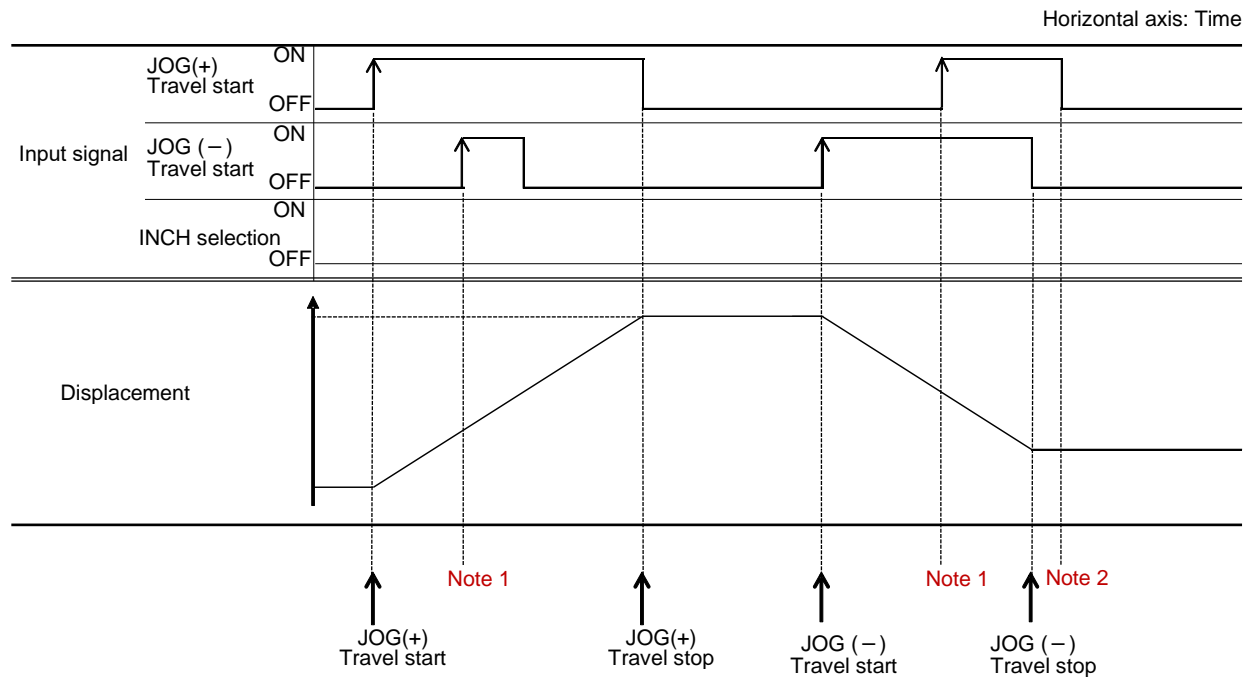 Horizontal axis: Time
JOG(+)
Travel start
ON
OFF
Input signal
JOG (−)
Travel start
ON
OFF
INCH selection
ON
OFF
Displacement
Note 1
Note 1
Note 2
JOG(+)
Travel start
JOG(+)
Travel stop
JOG (−)
Travel start
JOG (−)
Travel stop